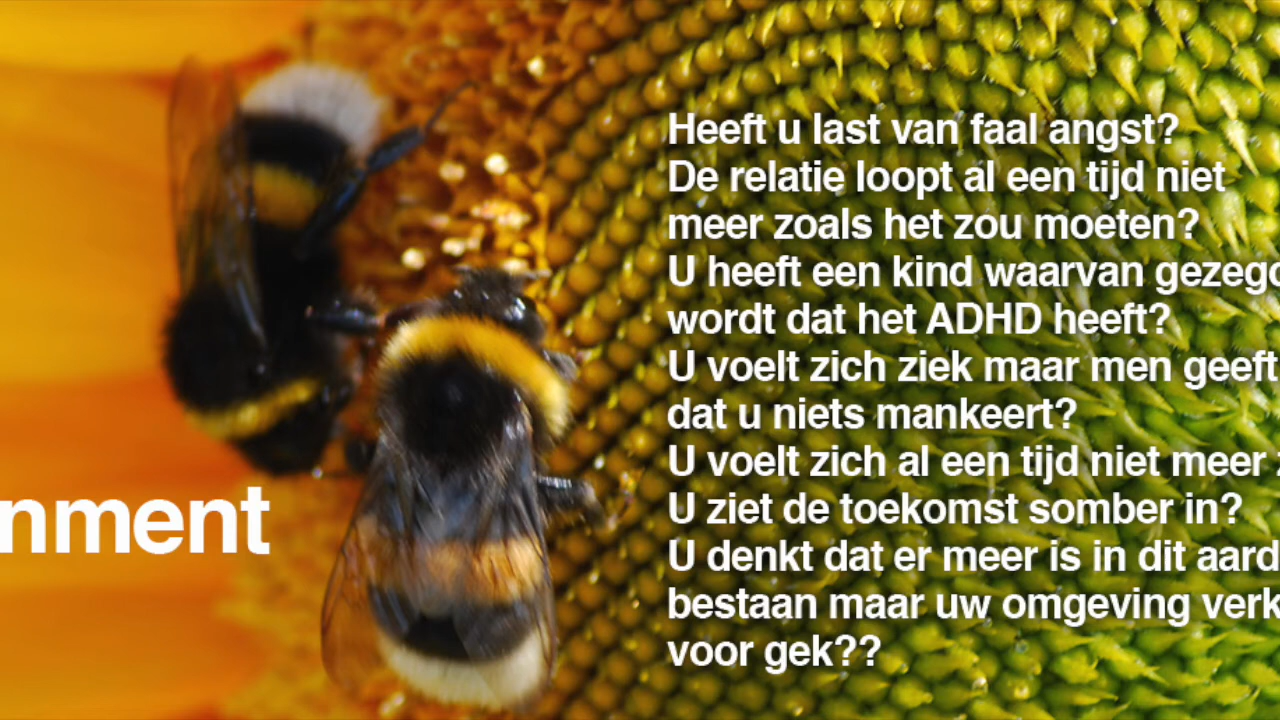 Heeft u last van faal angst?
De relatie loopt al een tijd niet
meer zoals het zou moeten?
U heeft een kind waarvan
wordt dat het ADHD heeft?
U voelt zich ziek maar men geeft
dat u niets mankeert?
U voelt zich al een tijd niet meer
nment
U ziet de toekomst somber in?
U denkt dat er meer is in dit
bestaan maar uw omgeving
voor gek??